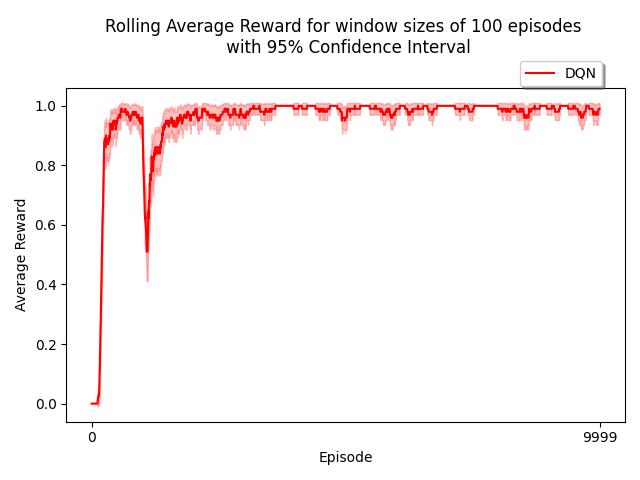 Rolling Average Reward for window sizes of 100 episodes
with 95% Confidence Interval
DQN
1.0
0.8
0.6
0.4
0.2
0.0
Average Reward
0
9999
Episode